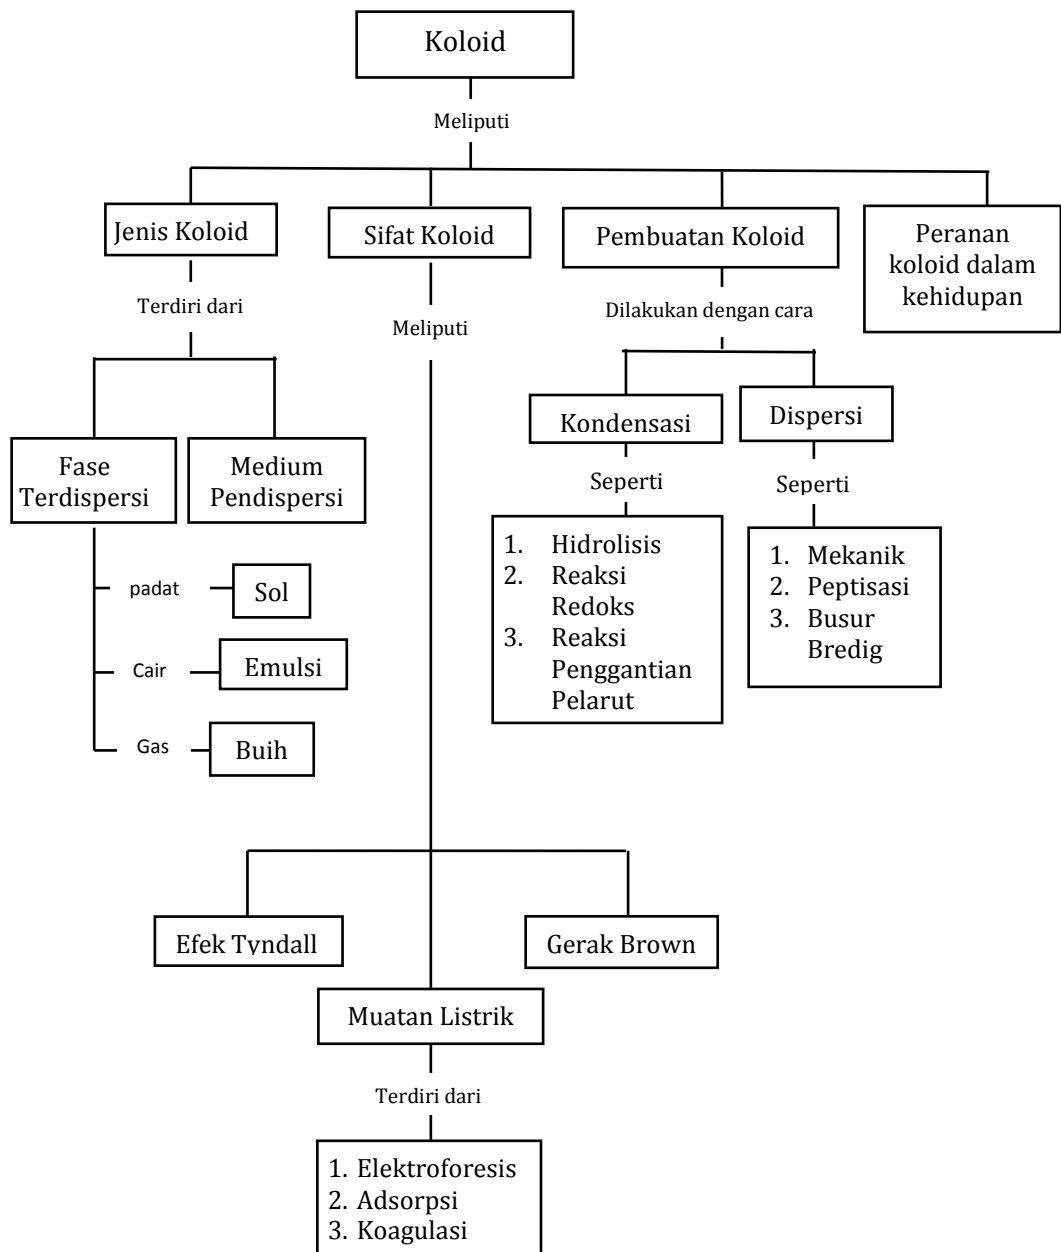 Koloid
Meliputi
Jenis Koloid
Sifat Koloid
Pembuatan Koloid
Peranan
koloid dalam
kehidupan
Terdiri dari
Meliputi
Dilakukan dengan cara
Fase
Terdispersi
Medium
Pendispersi
Kondensasi
Dispersi
Seperti
Seperti
padat
Sol
Cair
Emulsi
Gas
Buih
1. Hidrolisis
2. Reaksi
Redoks
3. Reaksi
Penggantian
Pelarut
1. Mekanik
2. Peptisasi
3. Busur
Bredig
Efek Tyndall
Gerak Brown
Muatan Listrik
Terdiri dari
1. Elektroforesis
2. Adsorpsi
3. Koagulasi